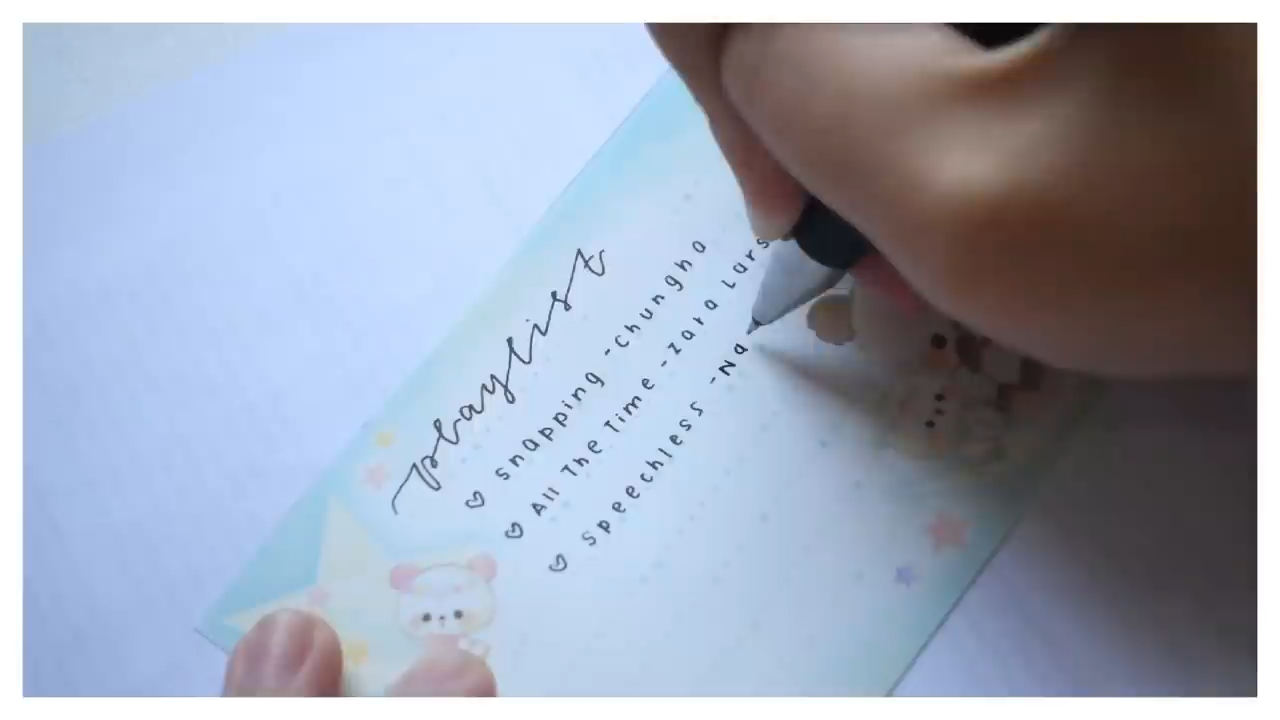 playlist
♡ snapping -chungha
♡ All The Time -zara Lars
♡ Speechless -Na